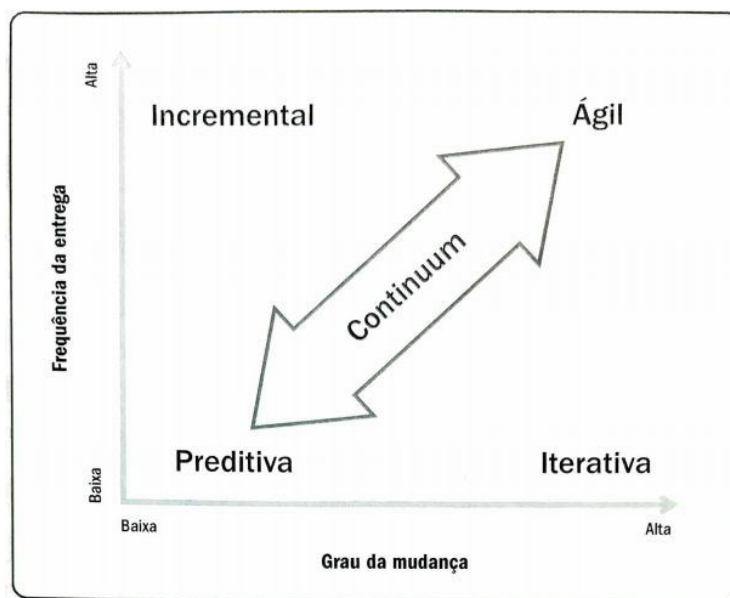 Alta
Incremental
Ágil
Frequência da entrega
Continuum
Preditiva
Iterativa
Baixa
Baixa
Alta
Grau da mudança